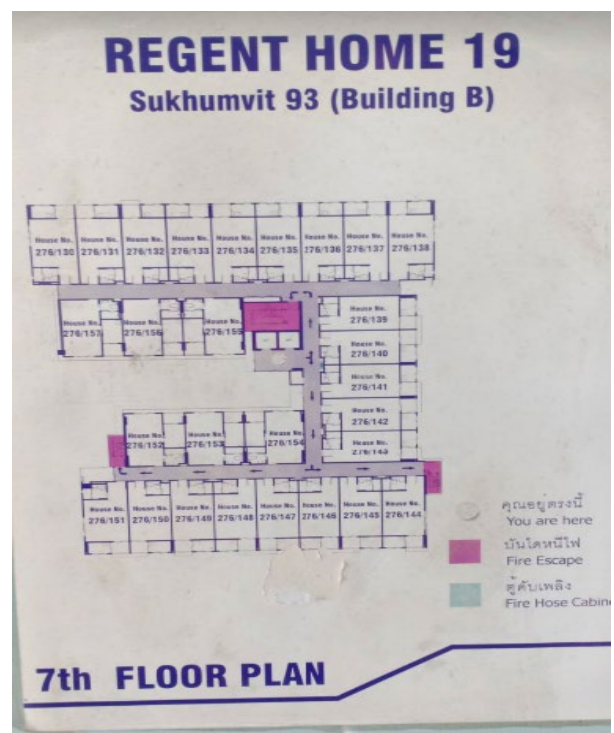 REGENT HOME 19
Sukhumvit 93 (Building B)
House No. House No. House No. House No. House No. House No. House No. House No. House No.
276/130 276/131 276/132 276/133 276/134 276/135 276/136 276/137 276/138
House No. House No. House No.
276/157 276/156 276/155
House No.
276/139
House No.
276/140
House No.
276/141
House No.
276/142
House No.
276/143
House No. House No. House No.
276/152 276/153 276/154
House No. House No. House No. House No. House No. House No. House No. House No.
276/151 276/150 276/149 276/148 276/147 276/146 276/145 276/144
คุณอยู่ตรงนี้
You are here
บันไดหนีไฟ
Fire Escape
ตู้ดับเพลิง
Fire Hose Cabine
7th FLOOR PLAN